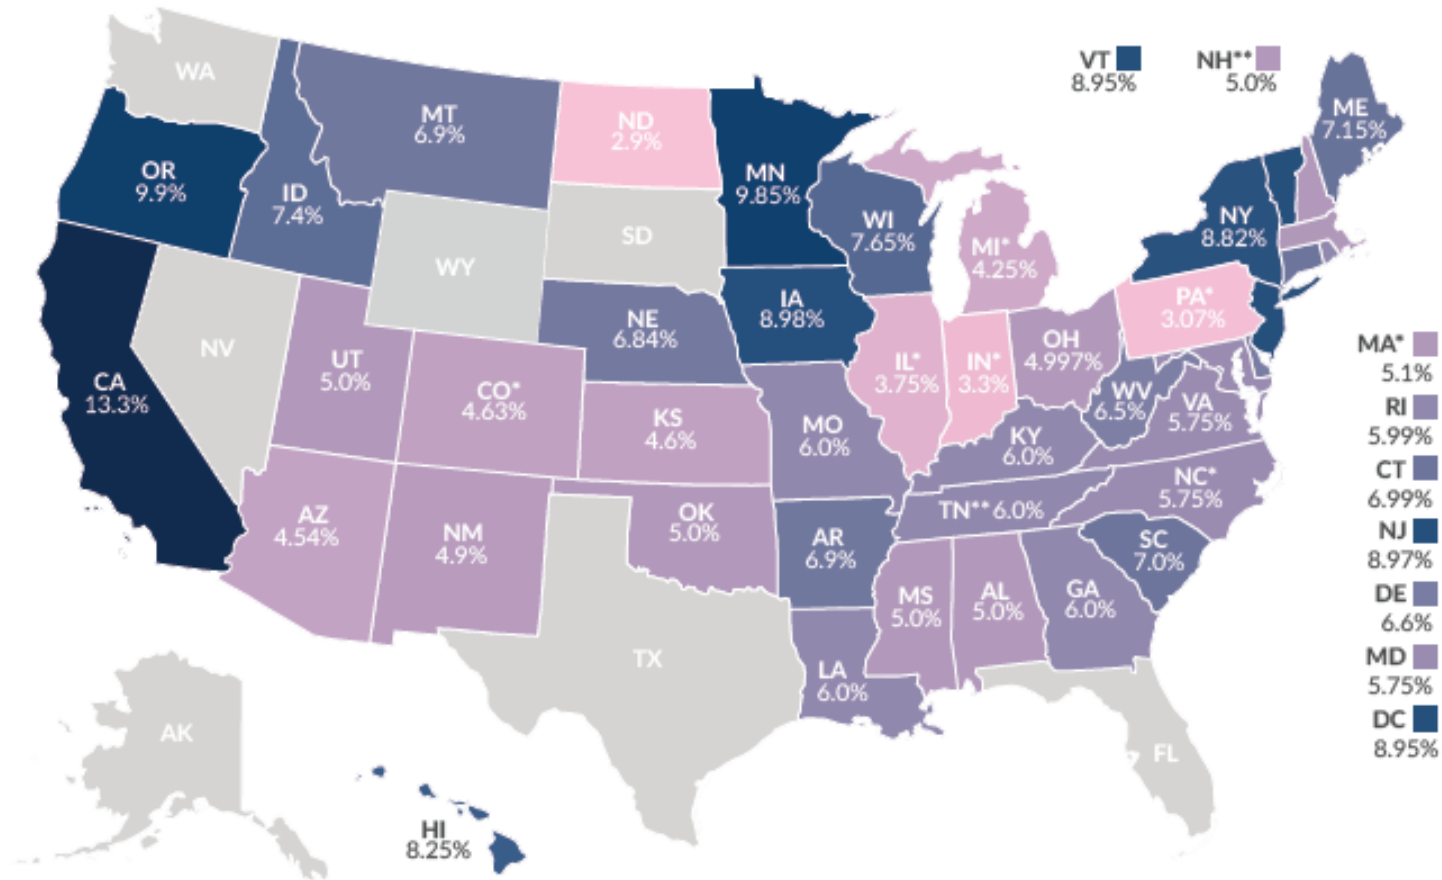 WA
VT
8.95%
NH**
5.0%
ME
7.15%
MT
6.9%
ND
2.9%
OR
9.9%
ID
7.4%
MN
9.85%
WI
7.65%
NY
8.82%
SD
WY
MI*
4.25%
IA
8.98%
PA*
3.07%
NE
6.84%
NV
UT
5.0%
CO*
4.63%
IL*
3.75%
IN*
3.3%
OH
4.997%
CA
13.3%
KS
4.6%
MO
6.0%
KY
6.0%
WV
6.5%
VA
5.75%
MA*
5.1%
RI
5.99%
CT
6.99%
NJ
8.97%
DE
6.6%
MD
5.75%
DC
8.95%
AZ
4.54%
NM
4.9%
OK
5.0%
AR
6.9%
TN** 6.0%
NC*
5.75%
SC
7.0%
MS
5.0%
AL
5.0%
GA
6.0%
TX
LA
6.0%
FL
AK
HI
8.25%